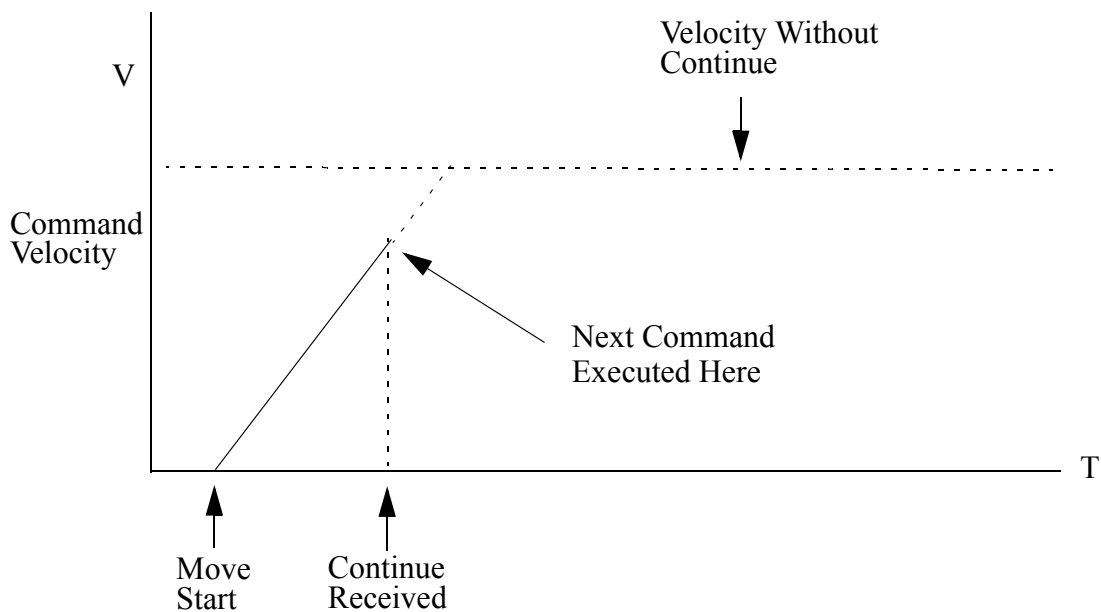 Velocity Without
Continue
V
Command
Velocity
Next Command
Executed Here
T
Move
Start
Continue
Received